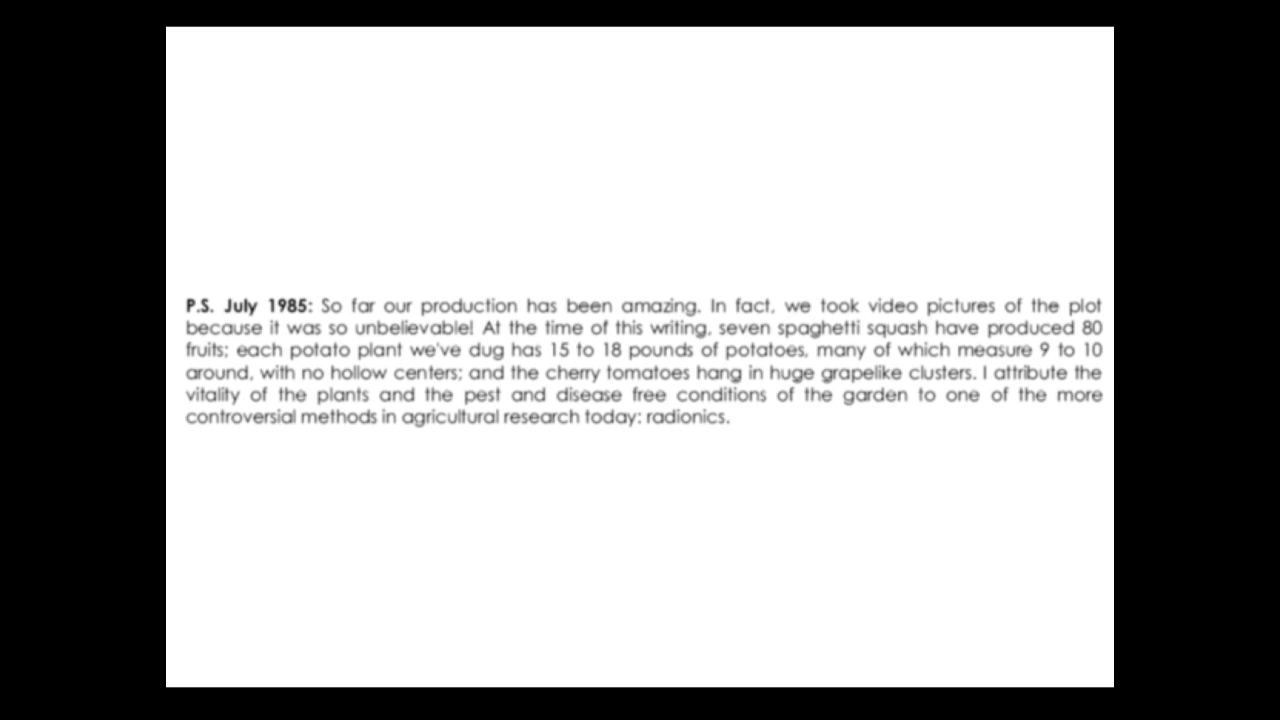 P.S. July 1985: So far our production has been amazing. In fact, we took video pictures of the plot
because it was so unbelievable! At the time of this writing, seven spaghetti squash have produced 80
fruits; each potato plant we've dug has 15 to 18 pounds of potatoes, many of which measure 9 to 10
around, with no hollow centers; and the cherry tomatoes hang in huge grapelike clusters. I attribute the
vitality of the plants and the pest and disease free conditions of the garden to one of the more
controversial methods in agricultural research today: radionics.